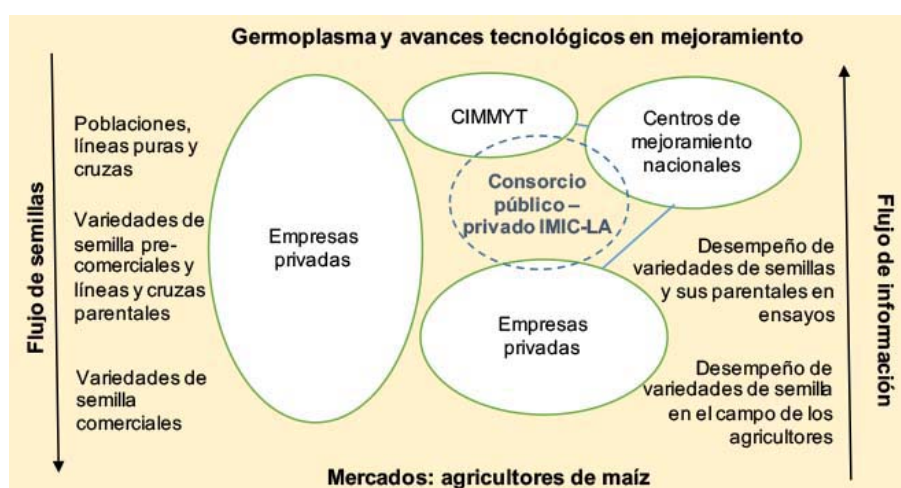 Germoplasma y avances tecnológicos en mejoramiento
Flujo de semillas
Poblaciones,
líneas puras y
cruzas
Variedades de
semilla pre-
comerciales y
líneas y cruzas
parentales
Variedades de
semilla
comerciales
Empresas
privadas
CIMMYT
Centros de
mejoramiento
nacionales
Consorcio
público –
privado IMIC-LA
Empresas
privadas
Desempeño de
variedades de semillas
y sus parentales en
ensayos
Desempeño de
variedades de semilla
en el campo de los
agricultores
Flujo de información
Mercados: agricultores de maíz